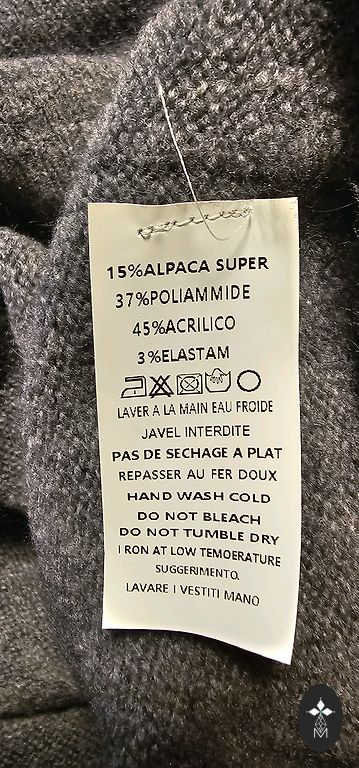 15%ALPACA SUPER
37%POLIAMMIDE
45%ACRILICO
3%ELASTAM
LAVER A LA MAIN EAU FROIDE
JAVEL INTERDITE
PAS DE SECHAGE A PLAT
REPASSER AU FER DOUX
HAND WASH COLD
DO NOT BLEACH
DO NOT TUMBLE DRY
I RON AT LOW TEMOERATURE
SUGGERIMENTO.
LAVARE I VESTITI MANO
M